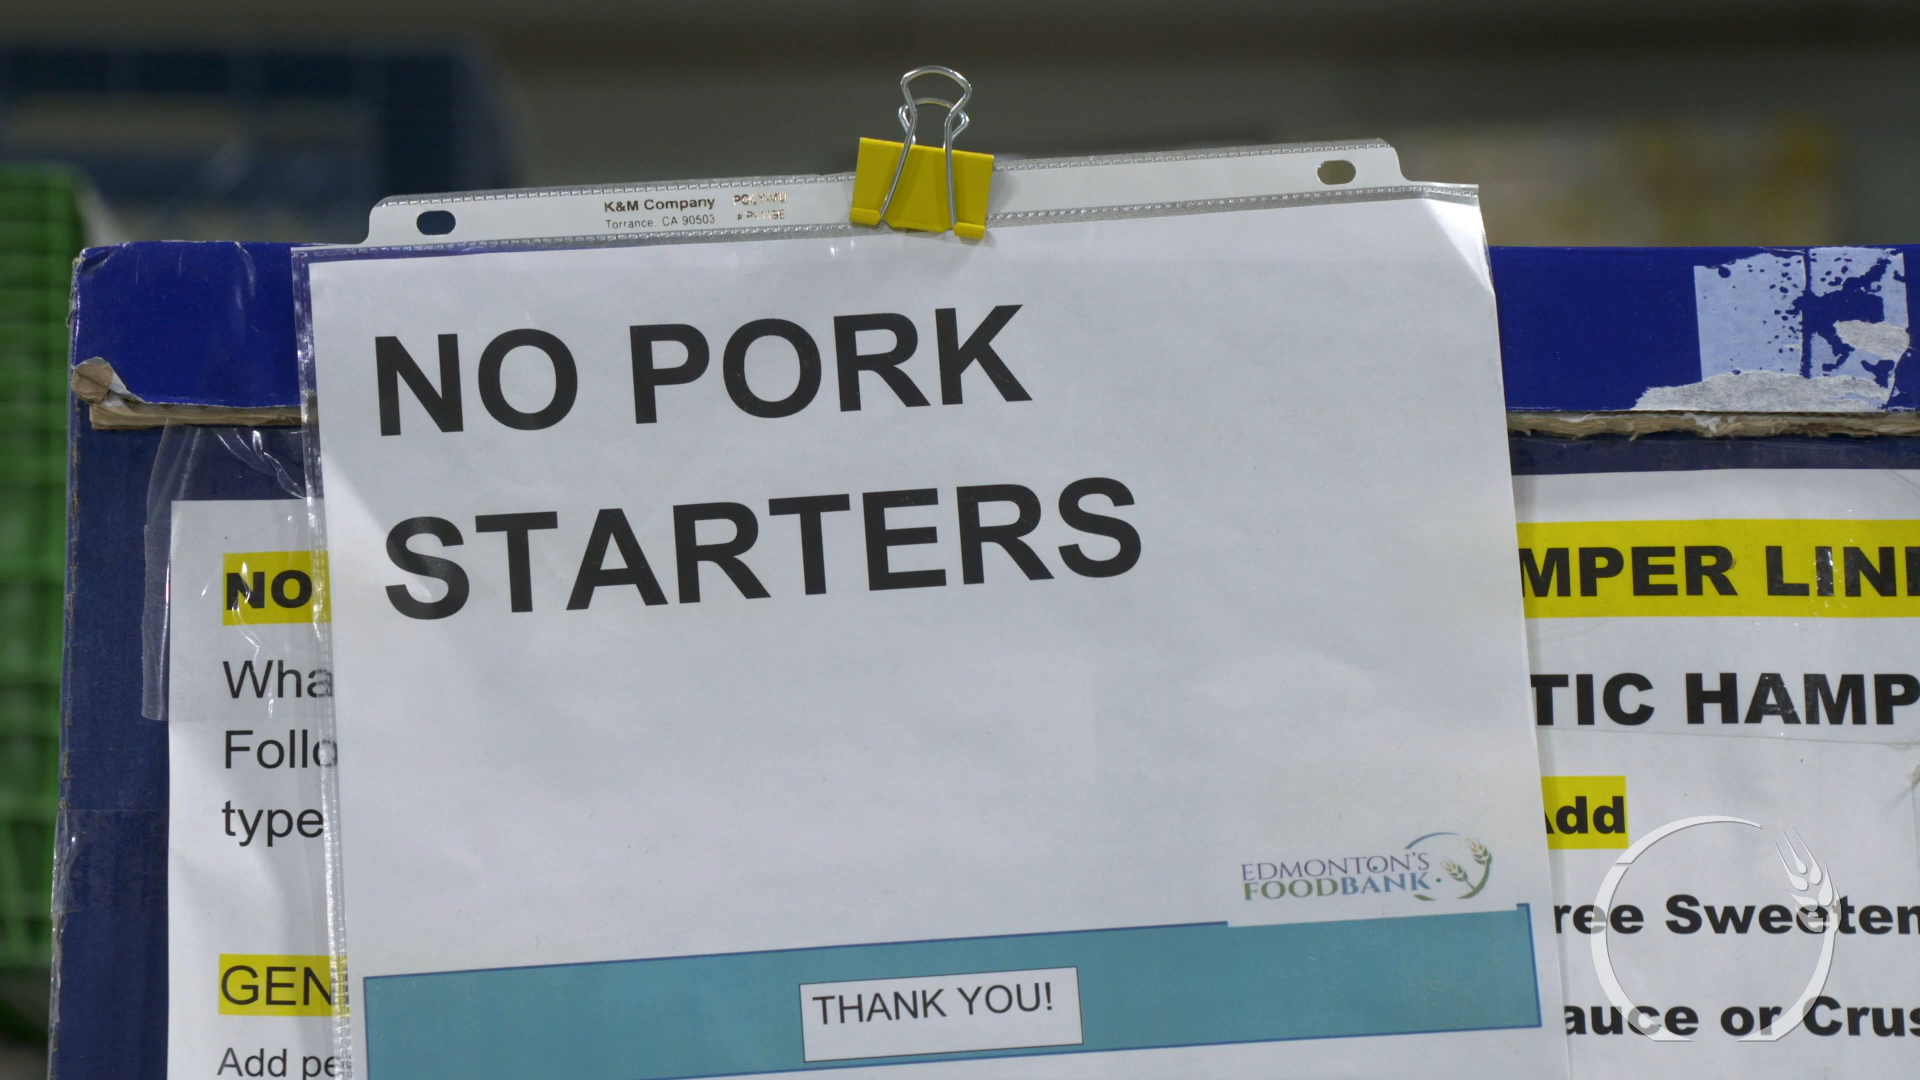 K&M Company
Torrance, CA 90503
NO PORK
STARTERS
EDMONTON'S
FOODBANK
THANK YOU!
NO
Wha
Follo
type
GEN
Add pe
MPER LIN
TIC HAMP
Add
ree Sweeten
auce or Crus